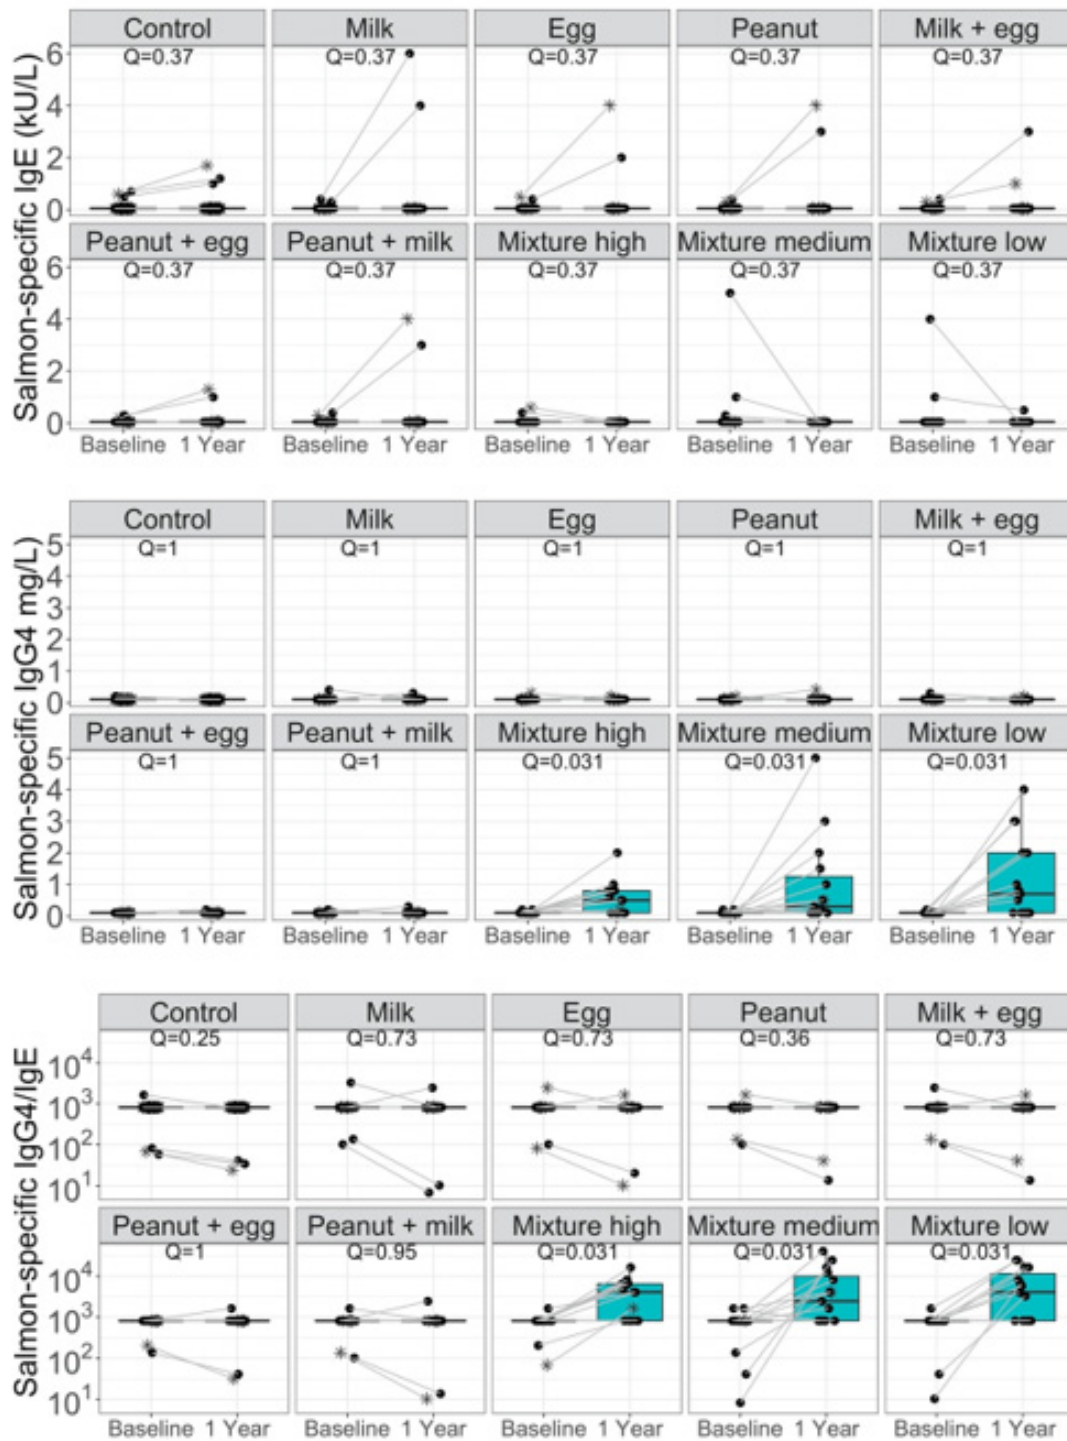 Control Milk Egg Peanut Milk + egg
Q=0.37 Q=0.37 Q=0.37 Q=0.37 Q=0.37
6
4
2
0
Salmon-specific IgE (kU/L)
Peanut + egg Peanut + milk Mixture high Mixture medium Mixture low
Q=0.37 Q=0.37 Q=0.37 Q=0.37 Q=0.37
6
4
2
0
Baseline 1 Year Baseline 1 Year Baseline 1 Year Baseline 1 Year Baseline 1 Year
Control Milk Egg Peanut Milk + egg
Q=1 Q=1 Q=1 Q=1 Q=1
5
4
3
2
1
0
Salmon-specific IgG4 mg/L)
Peanut + egg Peanut + milk Mixture high Mixture medium Mixture low
Q=1 Q=1 Q=0.031 Q=0.031 Q=0.031
5
4
3
2
1
0
Baseline 1 Year Baseline 1 Year Baseline 1 Year Baseline 1 Year Baseline 1 Year
Control Milk Egg Peanut Milk + egg
Q=0.25 Q=0.73 Q=0.73 Q=0.36 Q=0.73
10⁴
10³
10²
10¹
Salmon-specific IgG4/IgE
Peanut + egg Peanut + milk Mixture high Mixture medium Mixture low
Q=1 Q=0.95 Q=0.031 Q=0.031 Q=0.031
10⁴
10³
10²
10¹
Baseline 1 Year Baseline 1 Year Baseline 1 Year Baseline 1 Year Baseline 1 Year